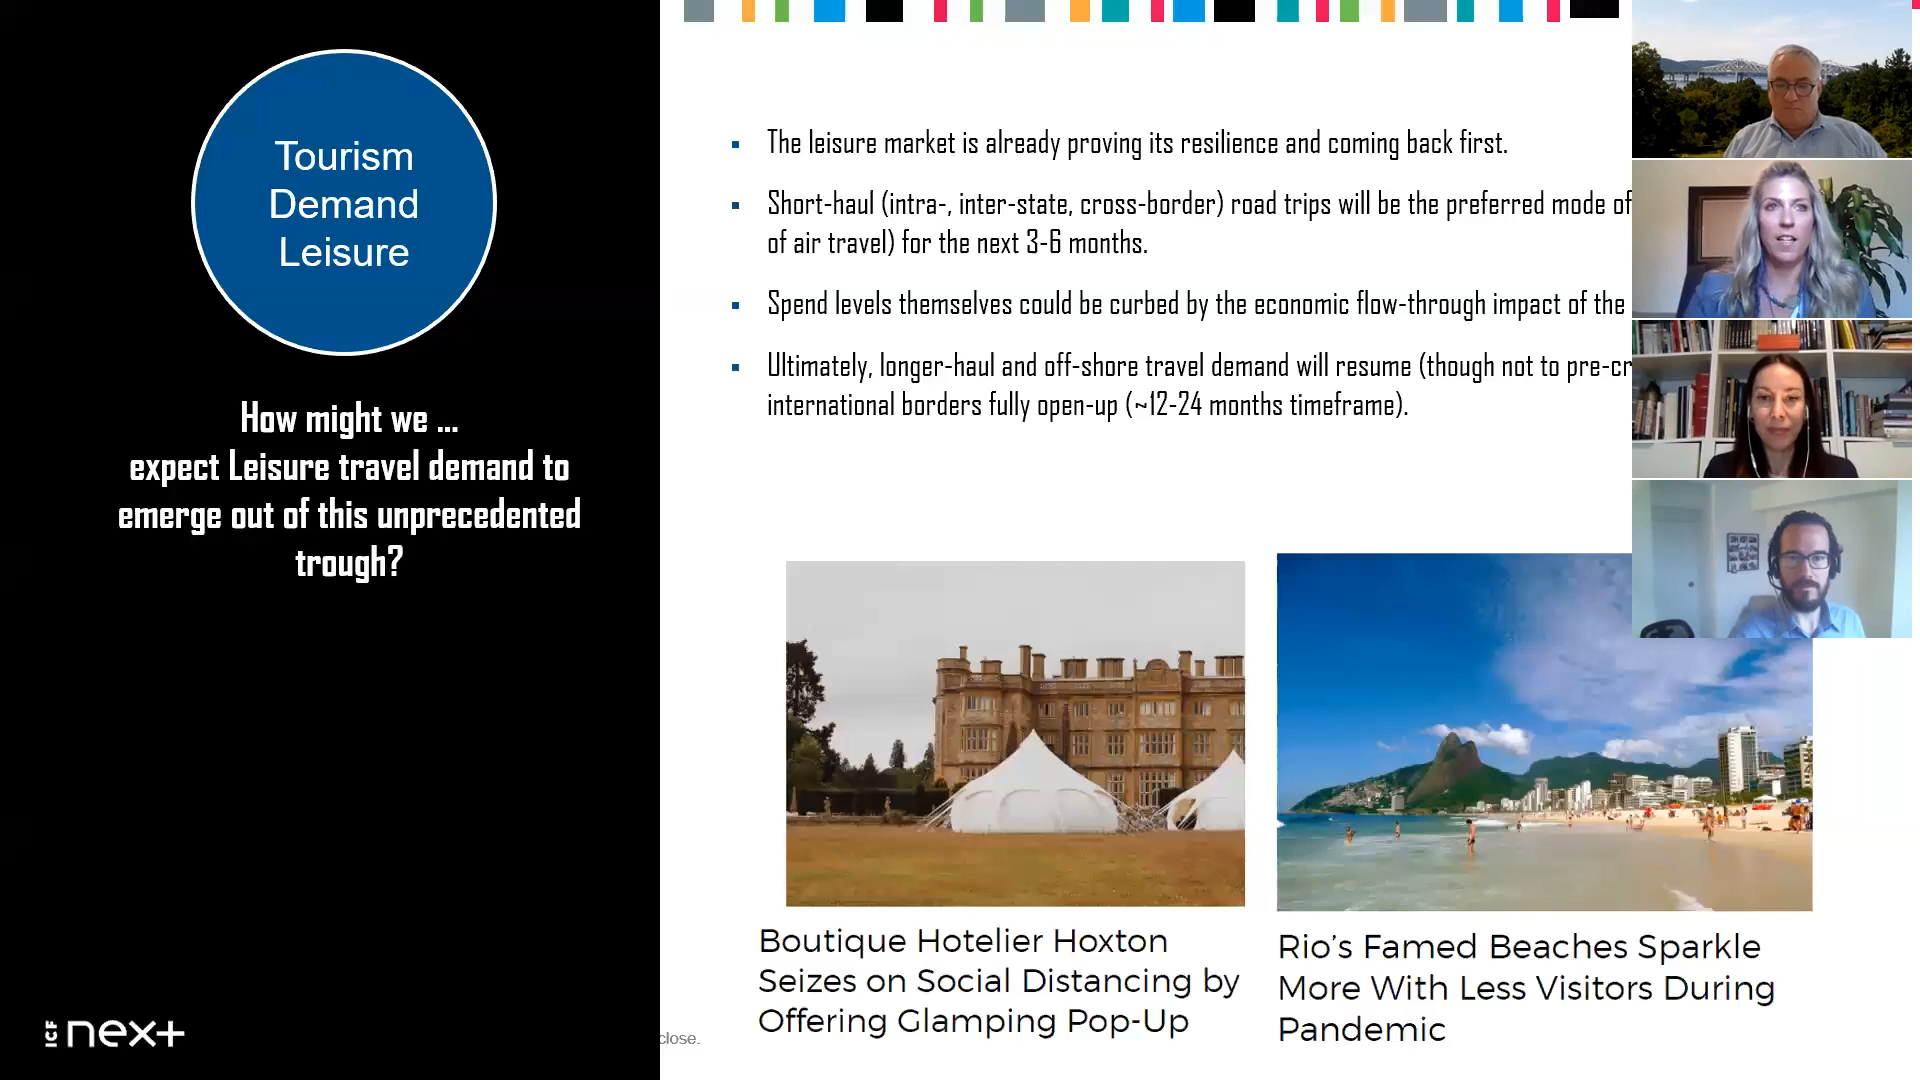 Tourism
Demand
Leisure
How might we ...
expect Leisure travel demand to
emerge out of this unprecedented
trough?
▪ The leisure market is already proving its resilience and coming back first.
▪ Short-haul (intra-, inter-state, cross-border) road trips will be the preferred mode of
of air travel) for the next 3-6 months.
▪ Spend levels themselves could be curbed by the economic flow-through impact of the
▪ Ultimately, longer-haul and off-shore travel demand will resume (though not to pre-cr
international borders fully open-up (~12-24 months timeframe).
Boutique Hotelier Hoxton
Seizes on Social Distancing by
Offering Glamping Pop-Up
Rio's Famed Beaches Sparkle
More With Less Visitors During
Pandemic
ICF next
close.